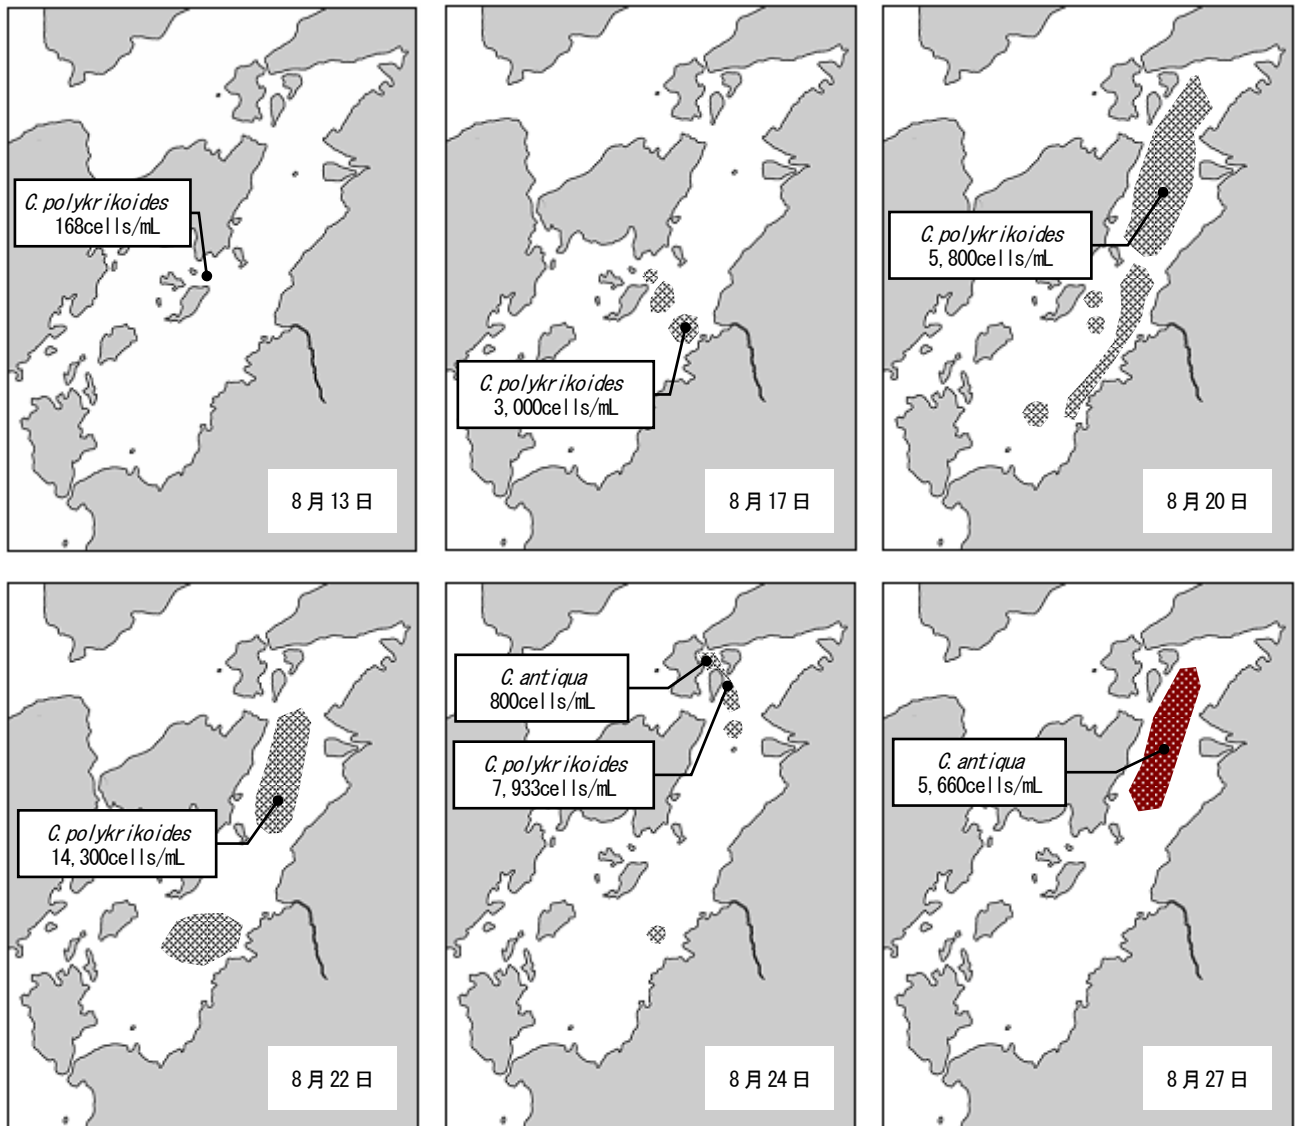 C. polykrikoides
168cells/mL
8月13日
C. polykrikoides
3,000cells/mL
8月17日
C. polykrikoides
5,800cells/mL
8月20日
C. polykrikoides
14,300cells/mL
8月22日
C. antiqua
800cells/mL
C. polykrikoides
7,933cells/mL
8月24日
C. antiqua
5,660cells/mL
8月27日